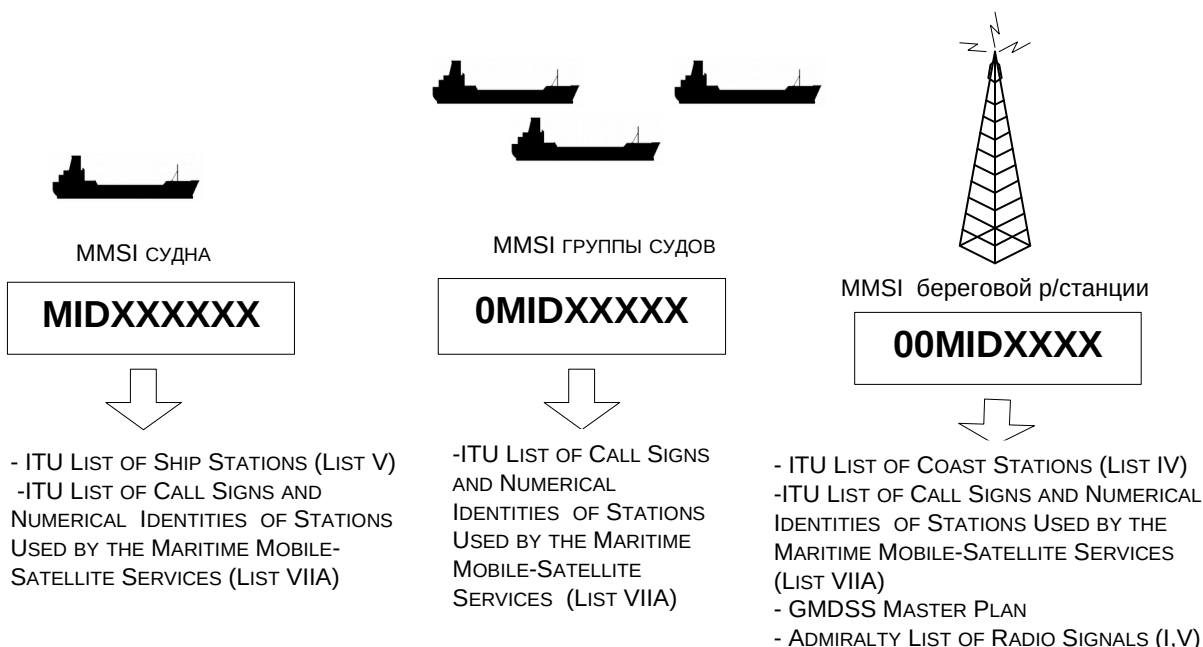 MMSI СУДНА
MIDXXXXXX
- ITU LIST OF SHIP STATIONS (LIST V)
-ITU LIST OF CALL SIGNS AND
NUMERICAL IDENTITIES OF STATIONS
USED BY THE MARITIME MOBILE-
SATELLITE SERVICES (LIST VIIA)
MMSI ГРУППЫ СУДОВ
0MIDXXXXX
-ITU LIST OF CALL SIGNS
AND NUMERICAL
IDENTITIES OF STATIONS
USED BY THE MARITIME
MOBILE-SATELLITE
SERVICES (LIST VIIA)
MMSI береговой р/станции
00MIDXXXX
- ITU LIST OF COAST STATIONS (LIST IV)
-ITU LIST OF CALL SIGNS AND NUMERICAL
IDENTITIES OF STATIONS USED BY THE
MARITIME MOBILE-SATELLITE SERVICES
(LIST VIIA)
- GMDSS MASTER PLAN
- ADMIRALTY LIST OF RADIO SIGNALS (I,V)